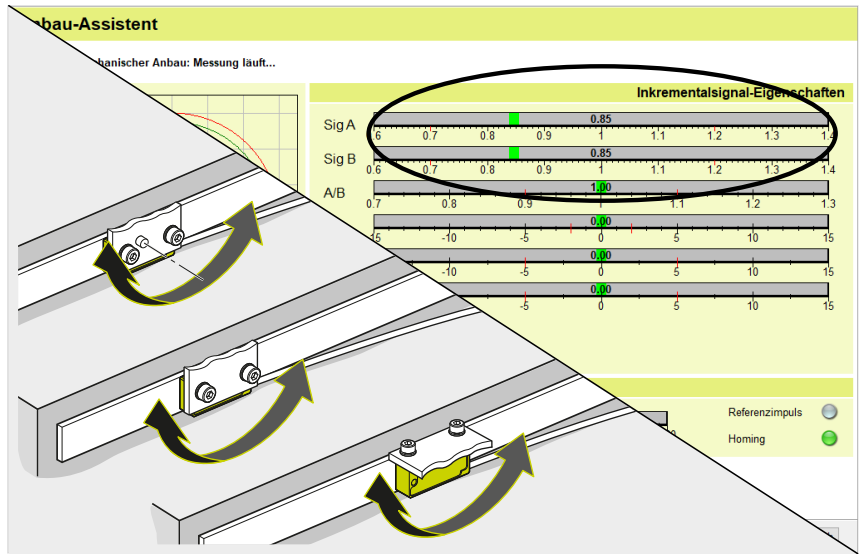 bau-Assistent
hanischer Anbau: Messung läuft...
Inkrementalsignal-Eigenschaften
Sig A
0.85
6 0.7 0.8 0.9 1 1.1 1.2 1.3 1.4
Sig B
0.85
0.6 0.7 0.8 0.9 1 1.1 1.2 1.3 1.4
A/B
1.00
0.7 0.8 0.9 1.1 1.2 1.3
0.00
15 -10 -5 0 5 10 15
0.00
-10 -5 0 5 10 15
0.00
-5 0 5 10 15
Referenzimpuls
Homing